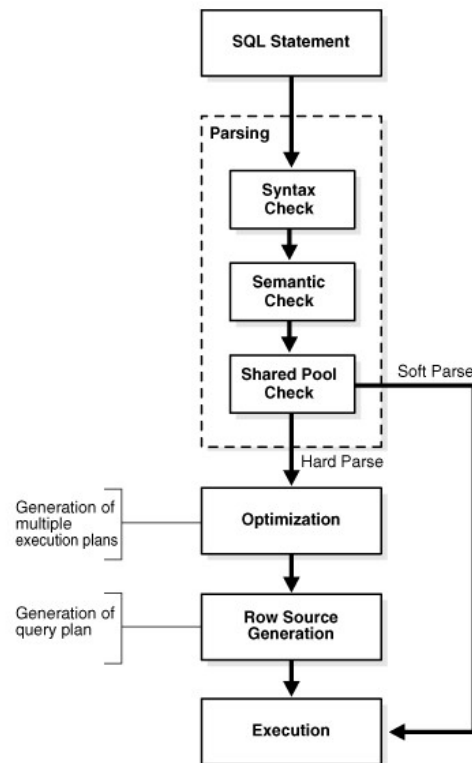 SQL Statement
Parsing
Syntax
Check
Semantic
Check
Shared Pool
Check
Soft Parse
Hard Parse
Generation of
multiple
execution plans
Optimization
Generation of
query plan
Row Source
Generation
Execution